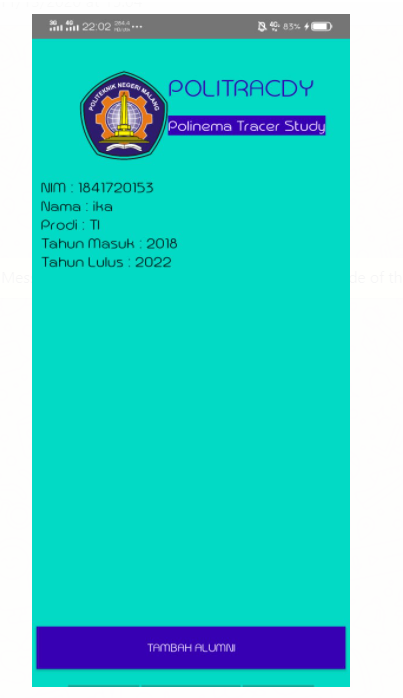 22:02
83%
POLITEKNIK NEGERI MALANG
POLITRACDY
Polinema Tracer Study
NIM : 1841720153
Nama : ika
Prodi : TI
Tahun Masuk : 2018
Tahun Lulus : 2022
TAMBAH ALUMNI